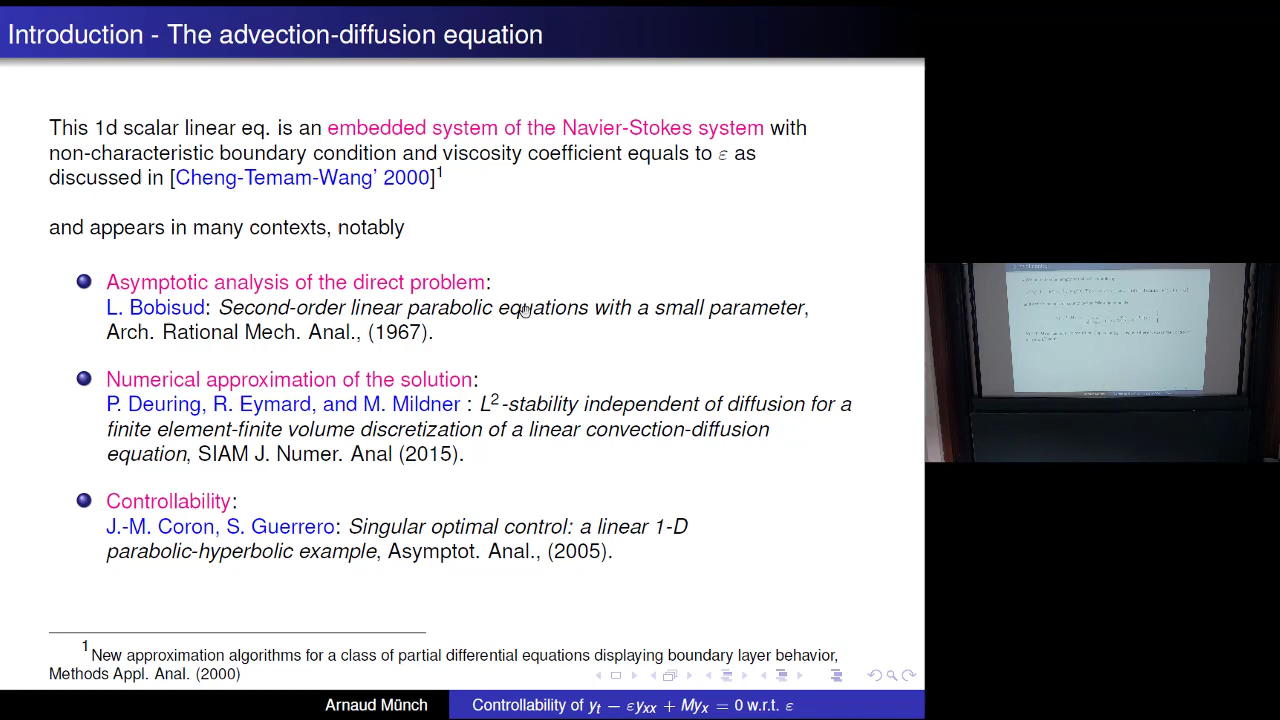 Introduction - The advection-diffusion equation
This 1d scalar linear eq. is an embedded system of the Navier-Stokes system with
non-characteristic boundary condition and viscosity coefficient equals to ε as
discussed in [Cheng-Temam-Wang' 2000]¹
and appears in many contexts, notably
Asymptotic analysis of the direct problem:
L. Bobisud: Second-order linear parabolic equations with a small parameter,
Arch. Rational Mech. Anal., (1967).
Numerical approximation of the solution:
P. Deuring, R. Eymard, and M. Mildner : L²-stability independent of diffusion for a
finite element-finite volume discretization of a linear convection-diffusion
equation, SIAM J. Numer. Anal (2015).
Controllability:
J.-M. Coron, S. Guerrero: Singular optimal control: a linear 1-D
parabolic-hyperbolic example, Asymptot. Anal., (2005).
¹New approximation algorithms for a class of partial differential equations displaying boundary layer behavior,
Methods Appl. Anal. (2000)
Arnaud Münch Controllability of yₜ − εyₓₓ + Myₓ = 0 w.r.t. ε